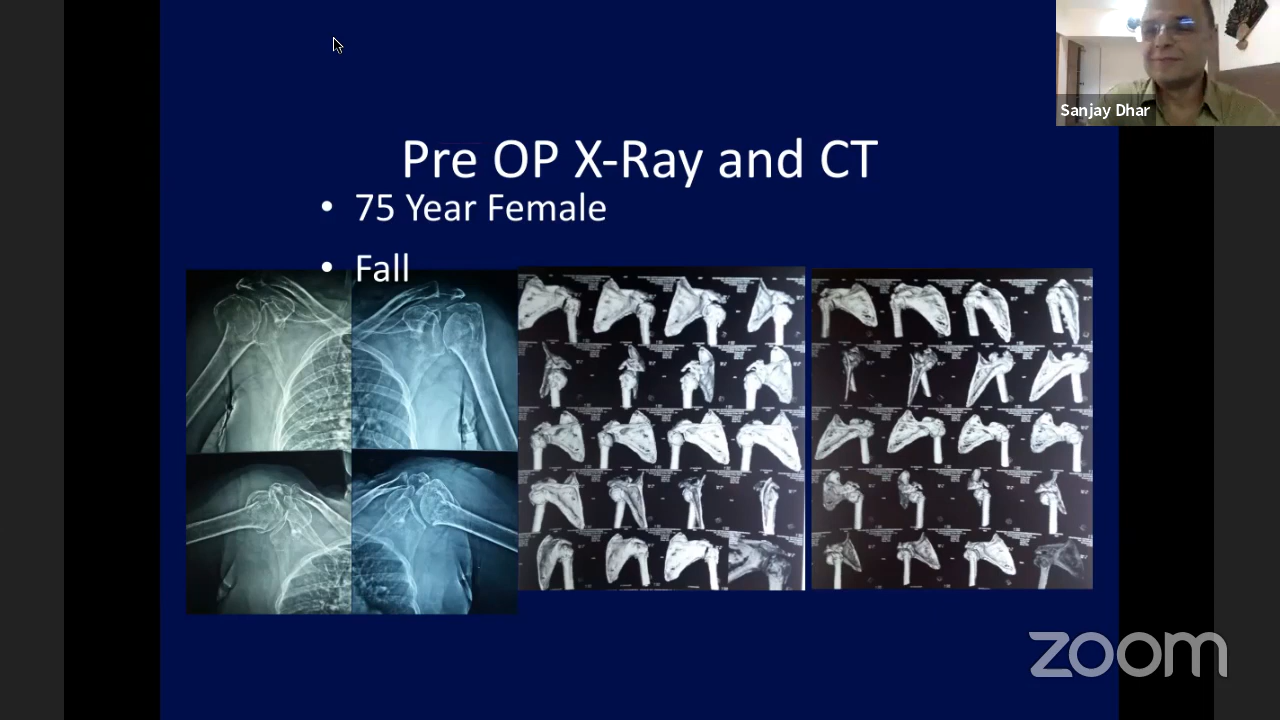 Sanjay Dhar
Pre OP X-Ray and CT
• 75 Year Female
• Fall
zoom